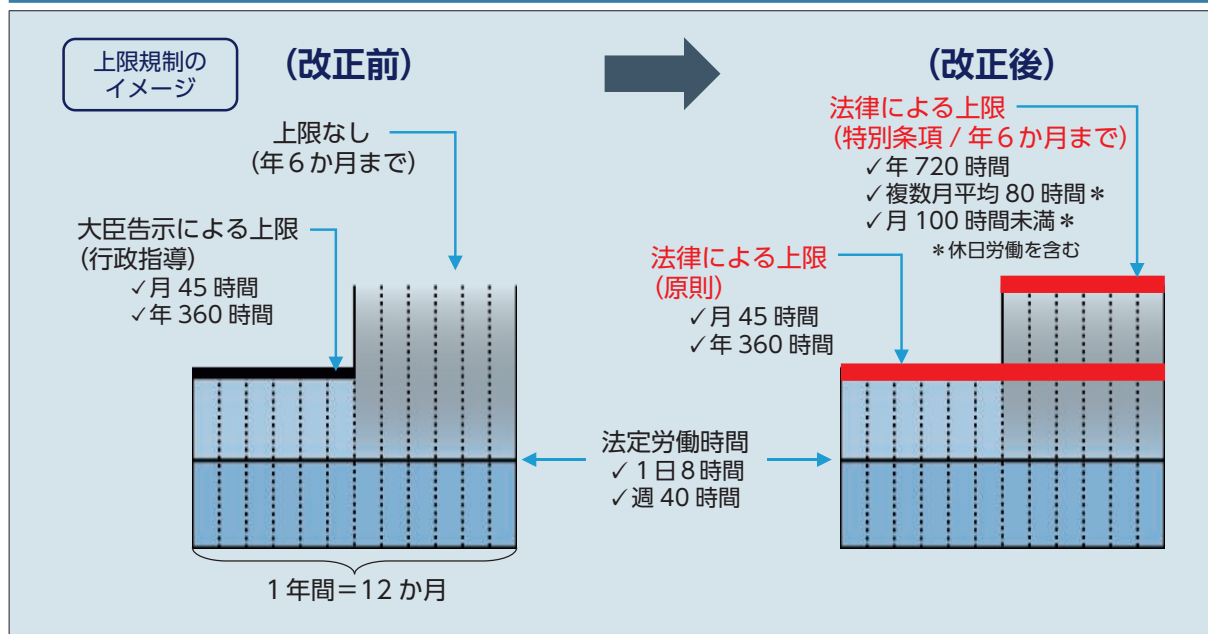 上限規制の
イメージ
(改正前)
上限なし
(年6か月まで)
大臣告示による上限
(行政指導)
✓月 45 時間
✓年 360 時間
1年間＝12 か月
法定労働時間
✓1日8時間
✓週 40 時間
(改正後)
法律による上限
(特別条項 / 年6か月まで)
✓年 720 時間
✓複数月平均 80 時間＊
✓月 100 時間未満＊
＊休日労働を含む
法律による上限
(原則)
✓月 45 時間
✓年 360 時間